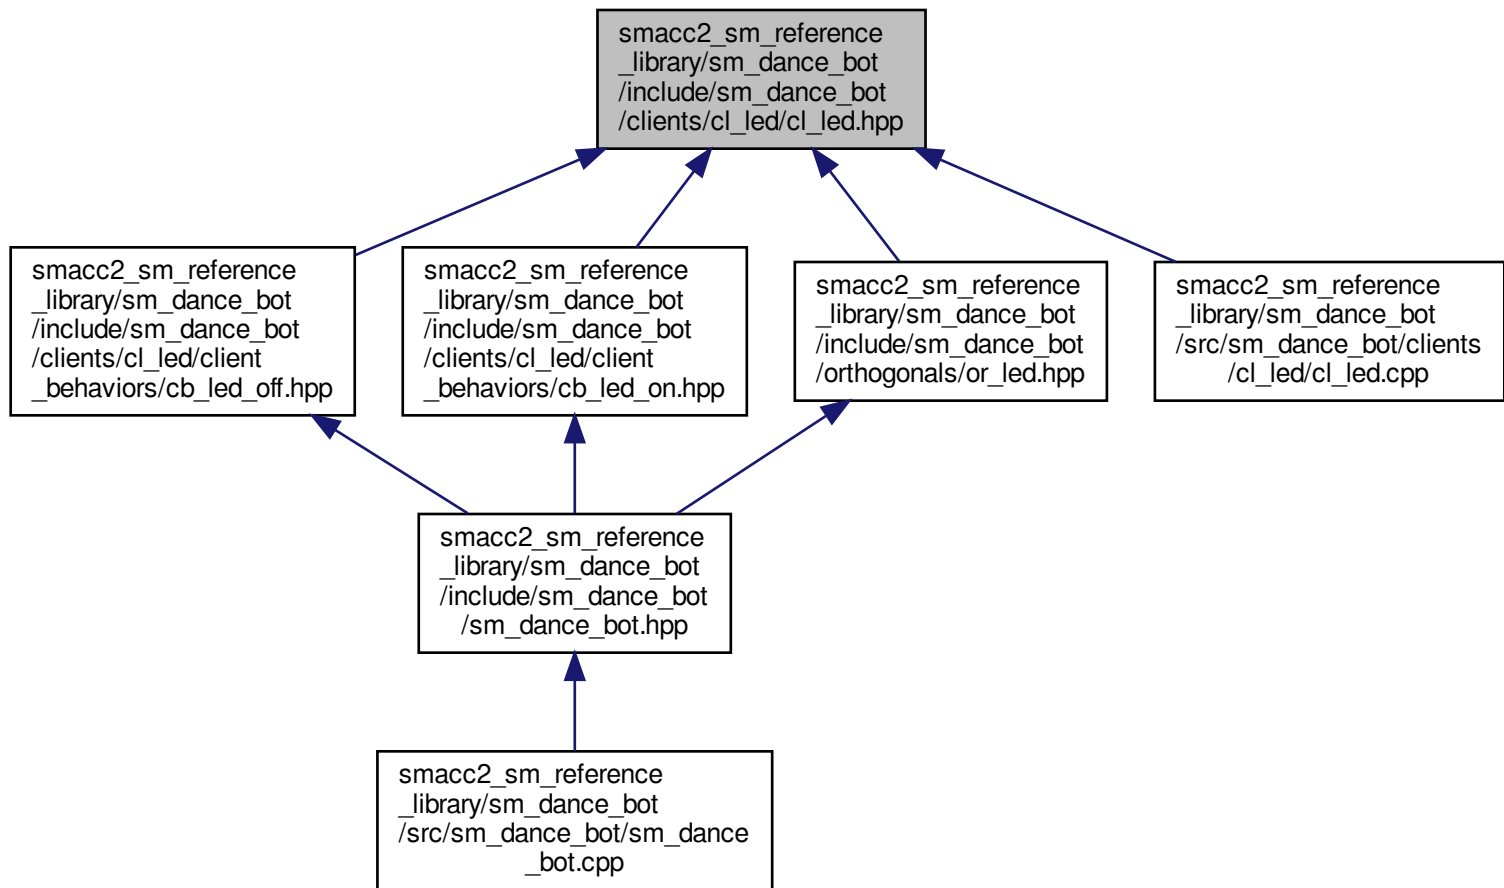 smacc2_sm_reference
_library/sm_dance_bot
/include/sm_dance_bot
/clients/cl_led/cl_led.hpp
smacc2_sm_reference
_library/sm_dance_bot
/include/sm_dance_bot
/clients/cl_led/client
_behaviors/cb_led_off.hpp
smacc2_sm_reference
_library/sm_dance_bot
/include/sm_dance_bot
/clients/cl_led/client
_behaviors/cb_led_on.hpp
smacc2_sm_reference
_library/sm_dance_bot
/include/sm_dance_bot
/orthogonals/or_led.hpp
smacc2_sm_reference
_library/sm_dance_bot
/src/sm_dance_bot/clients
/cl_led/cl_led.cpp
smacc2_sm_reference
_library/sm_dance_bot
/include/sm_dance_bot
/sm_dance_bot.hpp
smacc2_sm_reference
_library/sm_dance_bot
/src/sm_dance_bot/sm_dance
_bot.cpp